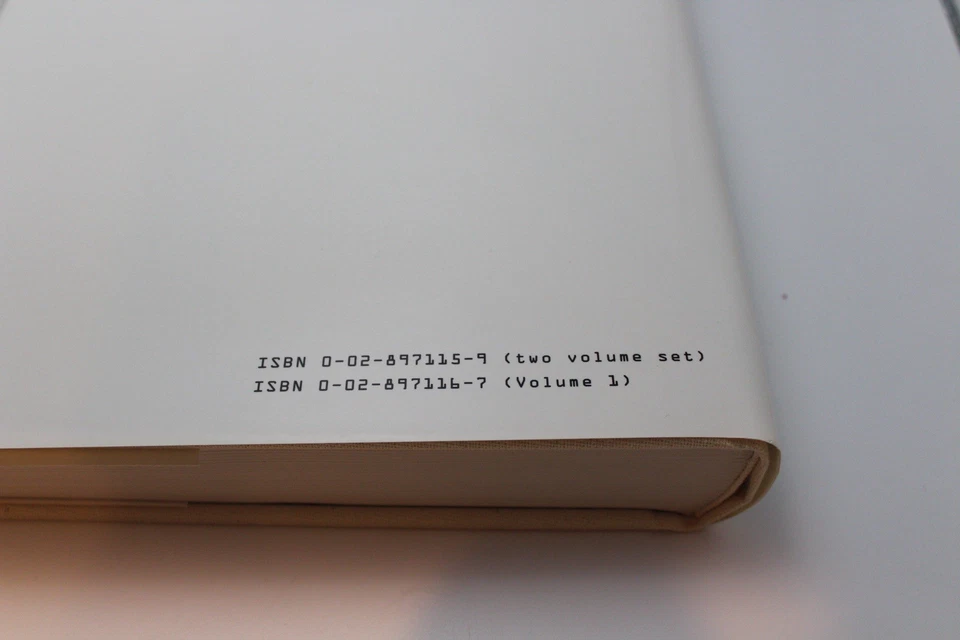 ISBN 0-02-897115-9 (two volume set)
ISBN 0-02-897116-7 (Volume 1)